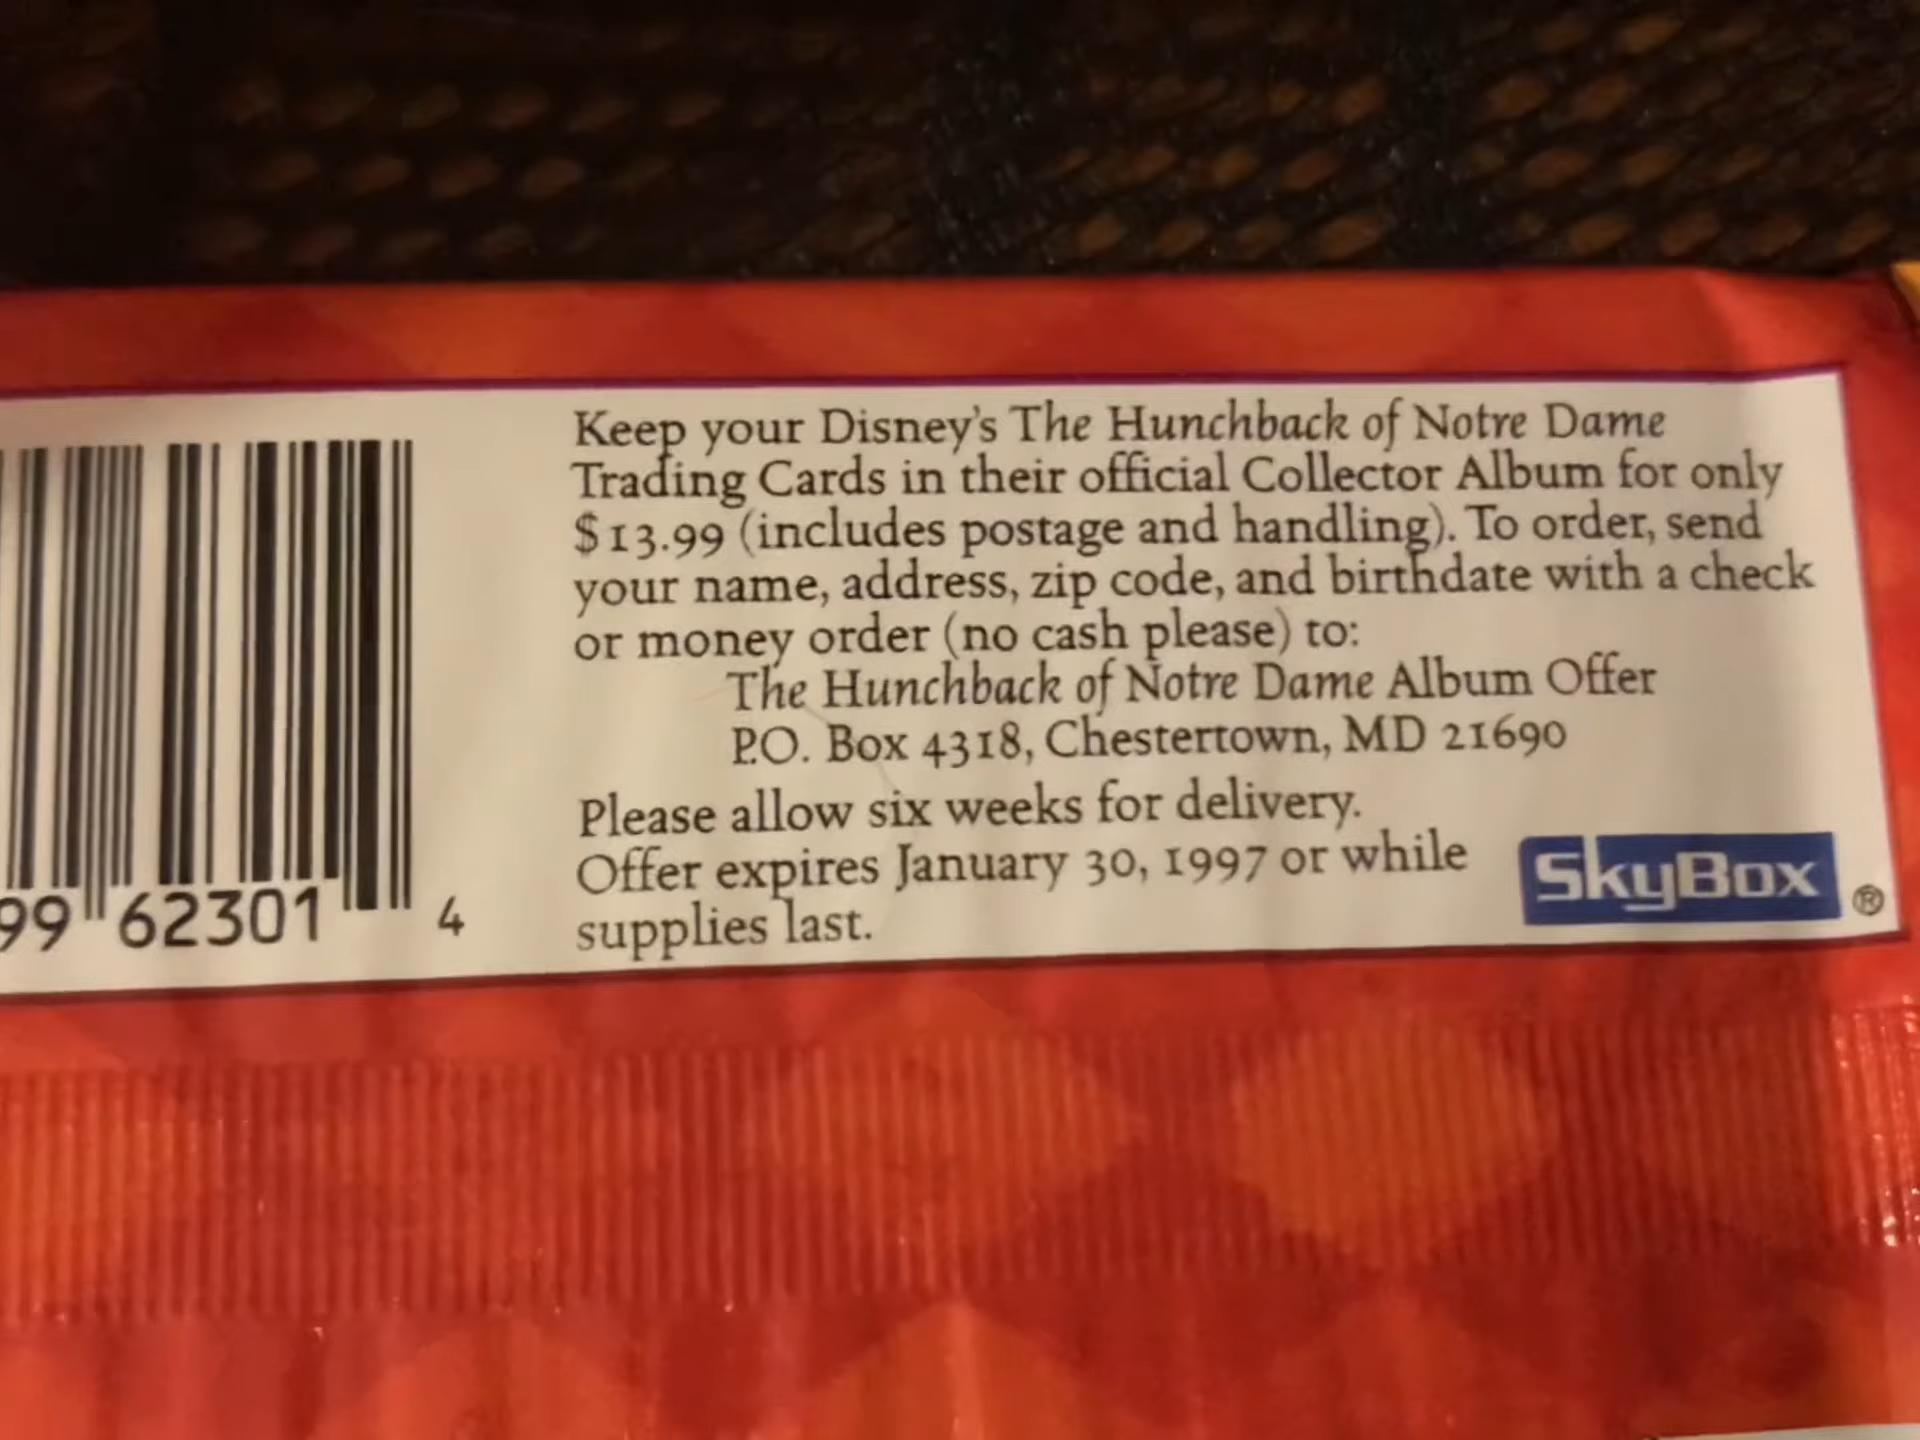 Keep your Disney's The Hunchback of Notre Dame
Trading Cards in their official Collector Album for only
$13.99 (includes postage and handling). To order, send
your name, address, zip code, and birthdate with a check
or money order (no cash please) to:
The Hunchback of Notre Dame Album Offer
P.O. Box 4318, Chestertown, MD 21690
Please allow six weeks for delivery.
Offer expires January 30, 1997 or while
supplies last.
SkyBox ®
99 62301 4